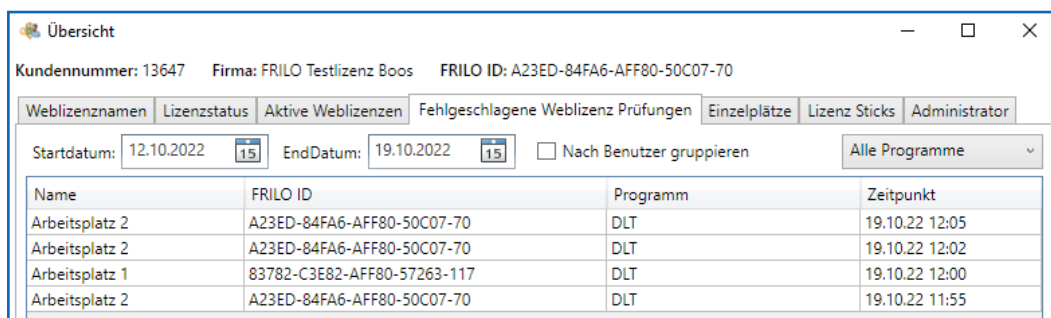 Übersicht
Kundennummer: 13647 Firma: FRILO Testlizenz Boos FRILO ID: A23ED-84FA6-AFF80-50C07-70
Weblizenznamen Lizenzstatus Aktive Weblizenzen Fehlgeschlagene Weblizenz Prüfungen Einzelplätze Lizenz Sticks Administrator
Startdatum: 12.10.2022 15 EndDatum: 19.10.2022 15 Nach Benutzer gruppieren Alle Programme
Name FRILO ID Programm Zeitpunkt
Arbeitsplatz 2 A23ED-84FA6-AFF80-50C07-70 DLT 19.10.22 12:05
Arbeitsplatz 2 A23ED-84FA6-AFF80-50C07-70 DLT 19.10.22 12:02
Arbeitsplatz 1 83782-C3E82-AFF80-57263-117 DLT 19.10.22 12:00
Arbeitsplatz 2 A23ED-84FA6-AFF80-50C07-70 DLT 19.10.22 11:55